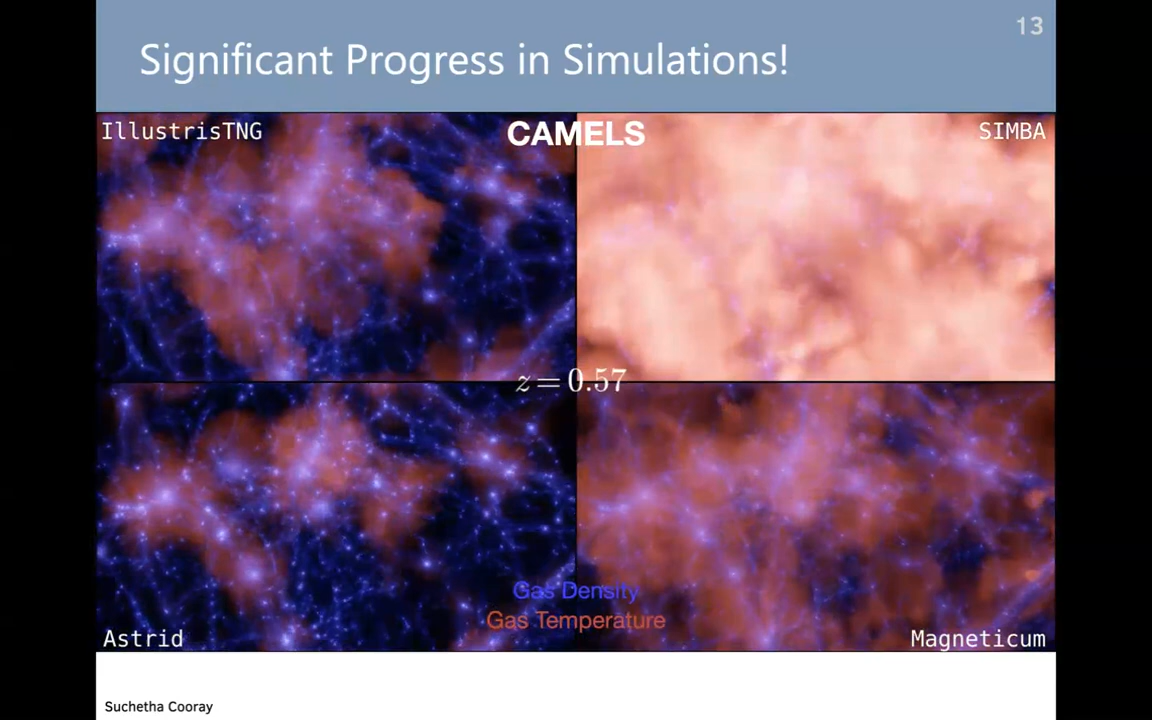 13
Significant Progress in Simulations!
IllustrisTNG
CAMELS
SIMBA
z = 0.57
Gas Density
Gas Temperature
Astrid
Magneticum
Suchetha Cooray